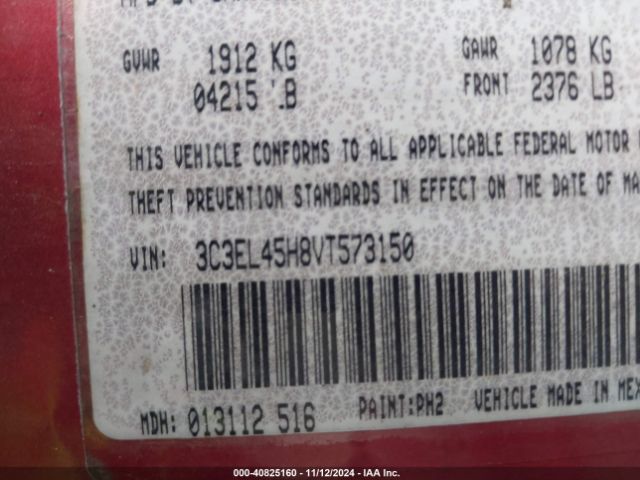 GVWR 1912 KG GAWR 1078 KG
04215 LB FRONT 2376 LB
THIS VEHICLE CONFORMS TO ALL APPLICABLE FEDERAL MOTOR
THEFT PREVENTION STANDARDS IN EFFECT ON THE DATE OF
VIN: 3C3EL45H8VT573150
MDH: 013112 516 PAINT:PH2 VEHICLE MADE IN
000-40825160 - 11/12/2024 - IAA Inc.